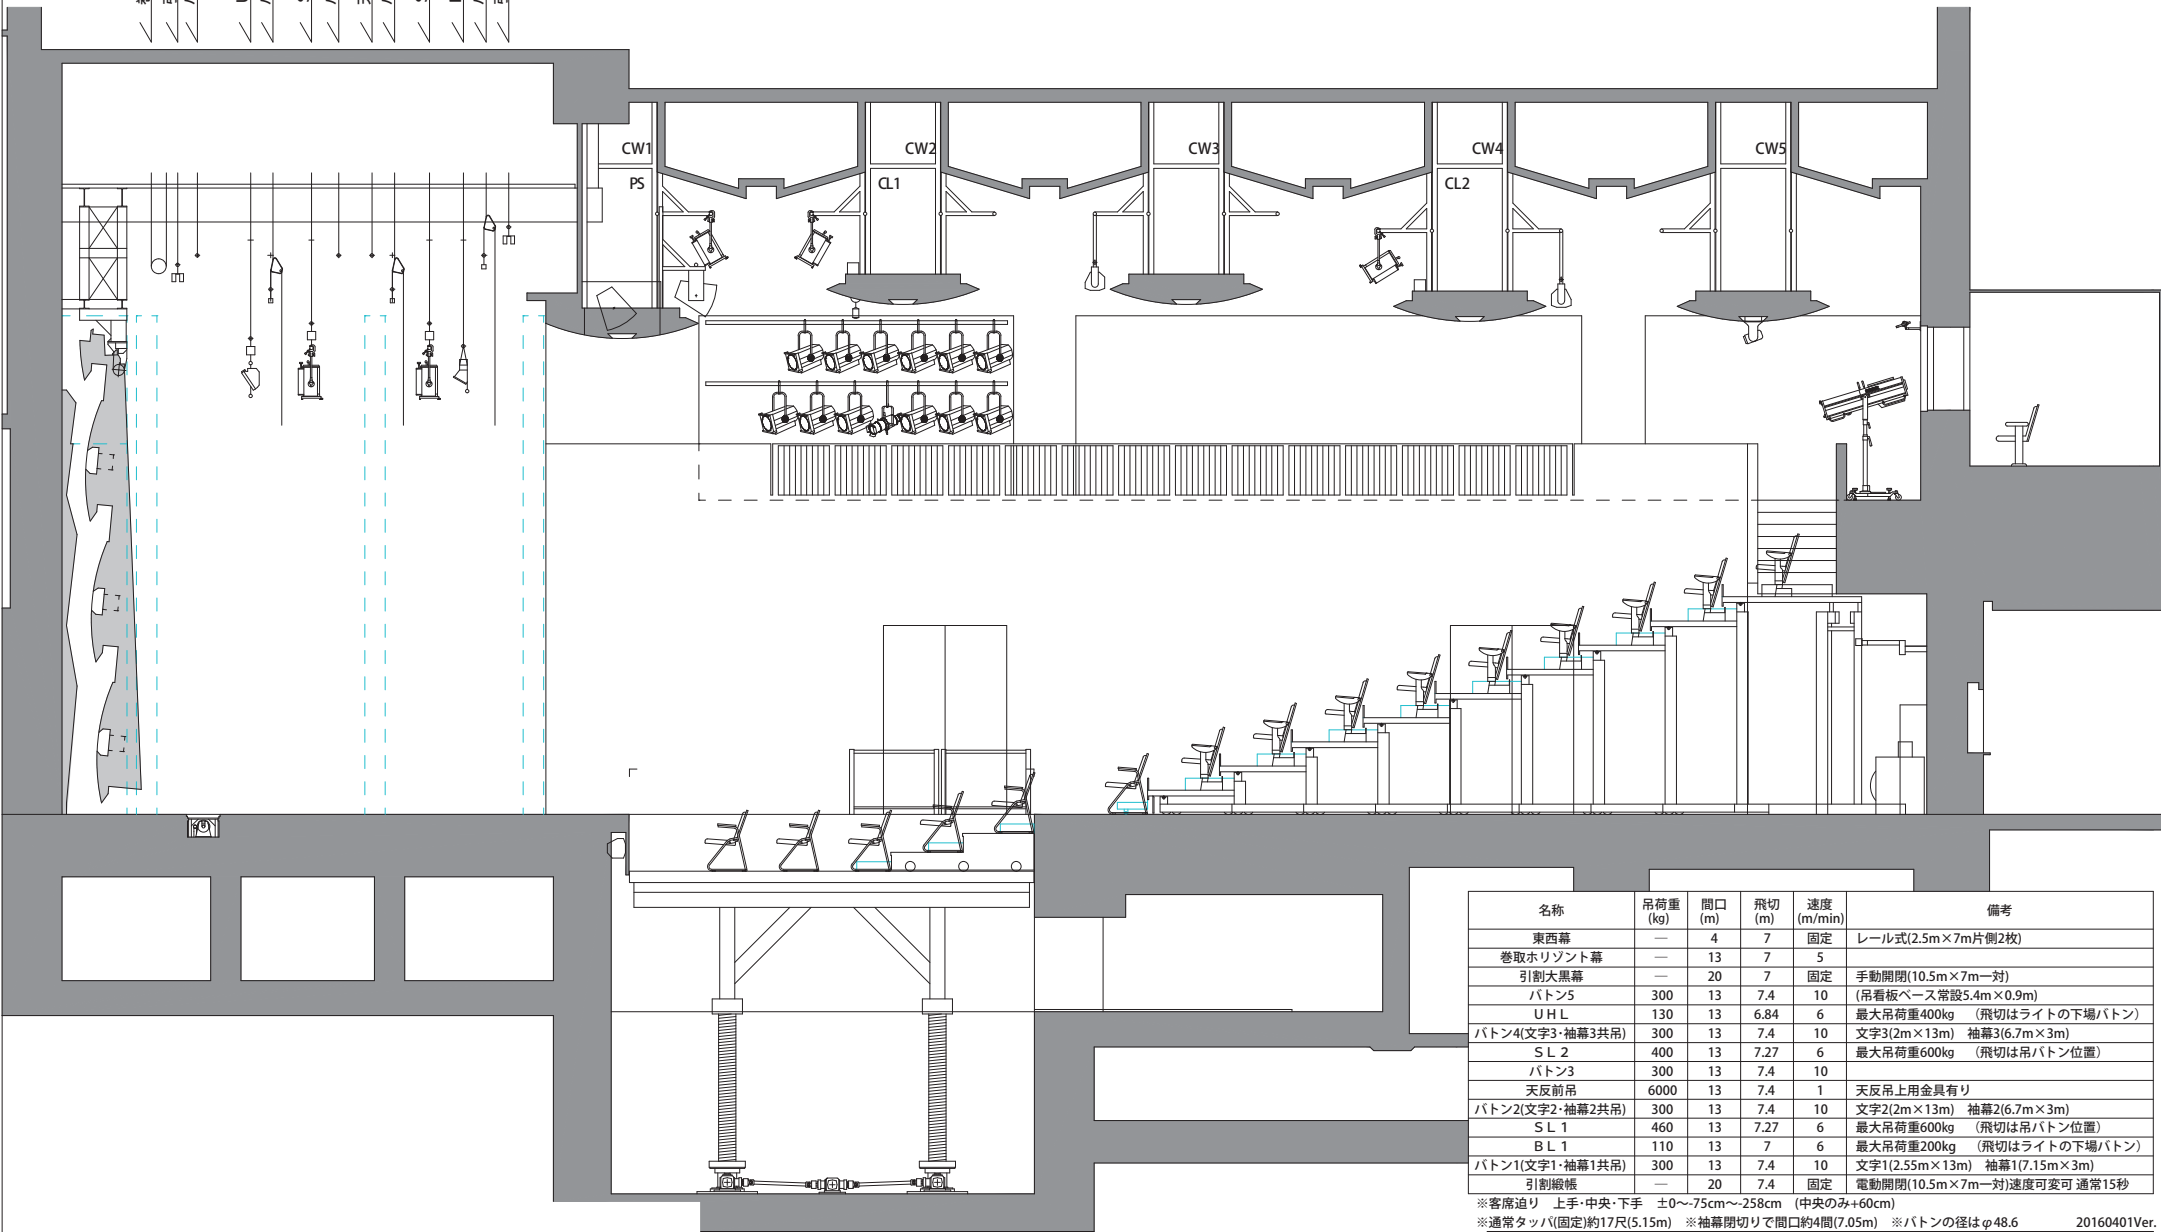 CW1
CW2
CW3
CW4
CW5
PS
CL1
CL2
名称 吊荷重(kg) 間口(m) 飛切(m) 速度(m/min) 備考
東西幕 — 4 7 固定 レール式(2.5m×7m片側2枚)
巻取ホリゾント幕 — 13 7 5
引割大黒幕 — 20 7 固定 手動開閉(10.5m×7m一対)
バトン5 300 13 7.4 10 (吊看板ベース常設5.4m×0.9m)
UHL 130 13 6.84 6 最大吊荷重400kg (飛切はライトの下場バトン)
バトン4(文字3・袖幕3共吊) 300 13 7.4 10 文字3(2m×13m) 袖幕3(6.7m×3m)
SL2 400 13 7.27 6 最大吊荷重600kg (飛切は吊バトン位置)
バトン3 300 13 7.4 10
天反前吊 6000 13 7.4 1 天反吊上用金具有り
バトン2(文字2・袖幕2共吊) 300 13 7.4 10 文字2(2m×13m) 袖幕2(6.7m×3m)
SL1 460 13 7.27 6 最大吊荷重600kg (飛切は吊バトン位置)
BL1 110 13 7 6 最大吊荷重200kg (飛切はライトの下場バトン)
バトン1(文字1・袖幕1共吊) 300 13 7.4 10 文字1(2.55m×13m) 袖幕1(7.15m×3m)
引割緞帳 — 20 7.4 固定 電動開閉(10.5m×7m一対)速度可変可 通常15秒
※客席迫り 上手・中央・下手 ±0〜-75cm〜-258cm (中央のみ+60cm)
※通常タッパ(固定)約17尺(5.15m) ※袖幕閉切りで間口約4間(7.05m) ※バトンの径はφ48.6 20160401Ver.